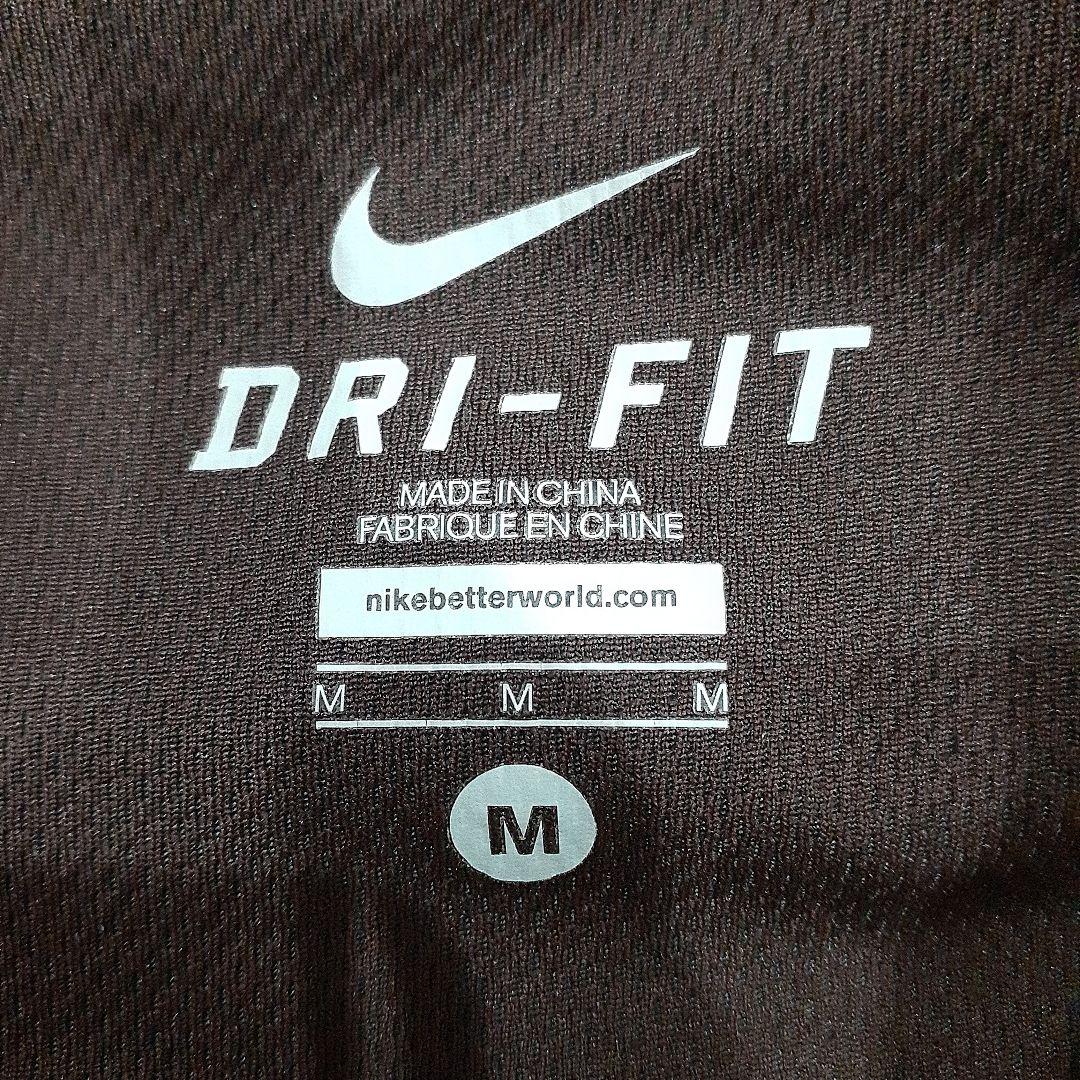 DRI-FIT
MADE IN CHINA
FABRIQUE EN CHINE
nikebetterworld.com
M M M
M